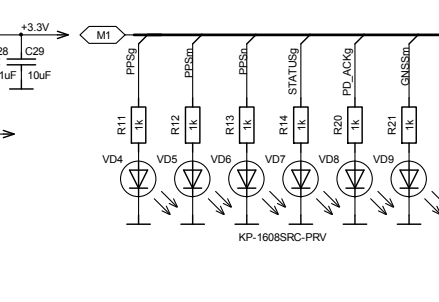 +3.3V
28 C29
1uF 10uF
M1
PPSg
PPSm
PPSn
STATUSg
PD_ACKg
GNSSm
R11 1k
R12 1k
R13 1k
R14 1k
R20 1k
R21 1k
VD4 VD5 VD6 VD7 VD8 VD9
KP-1608SRC-PRV